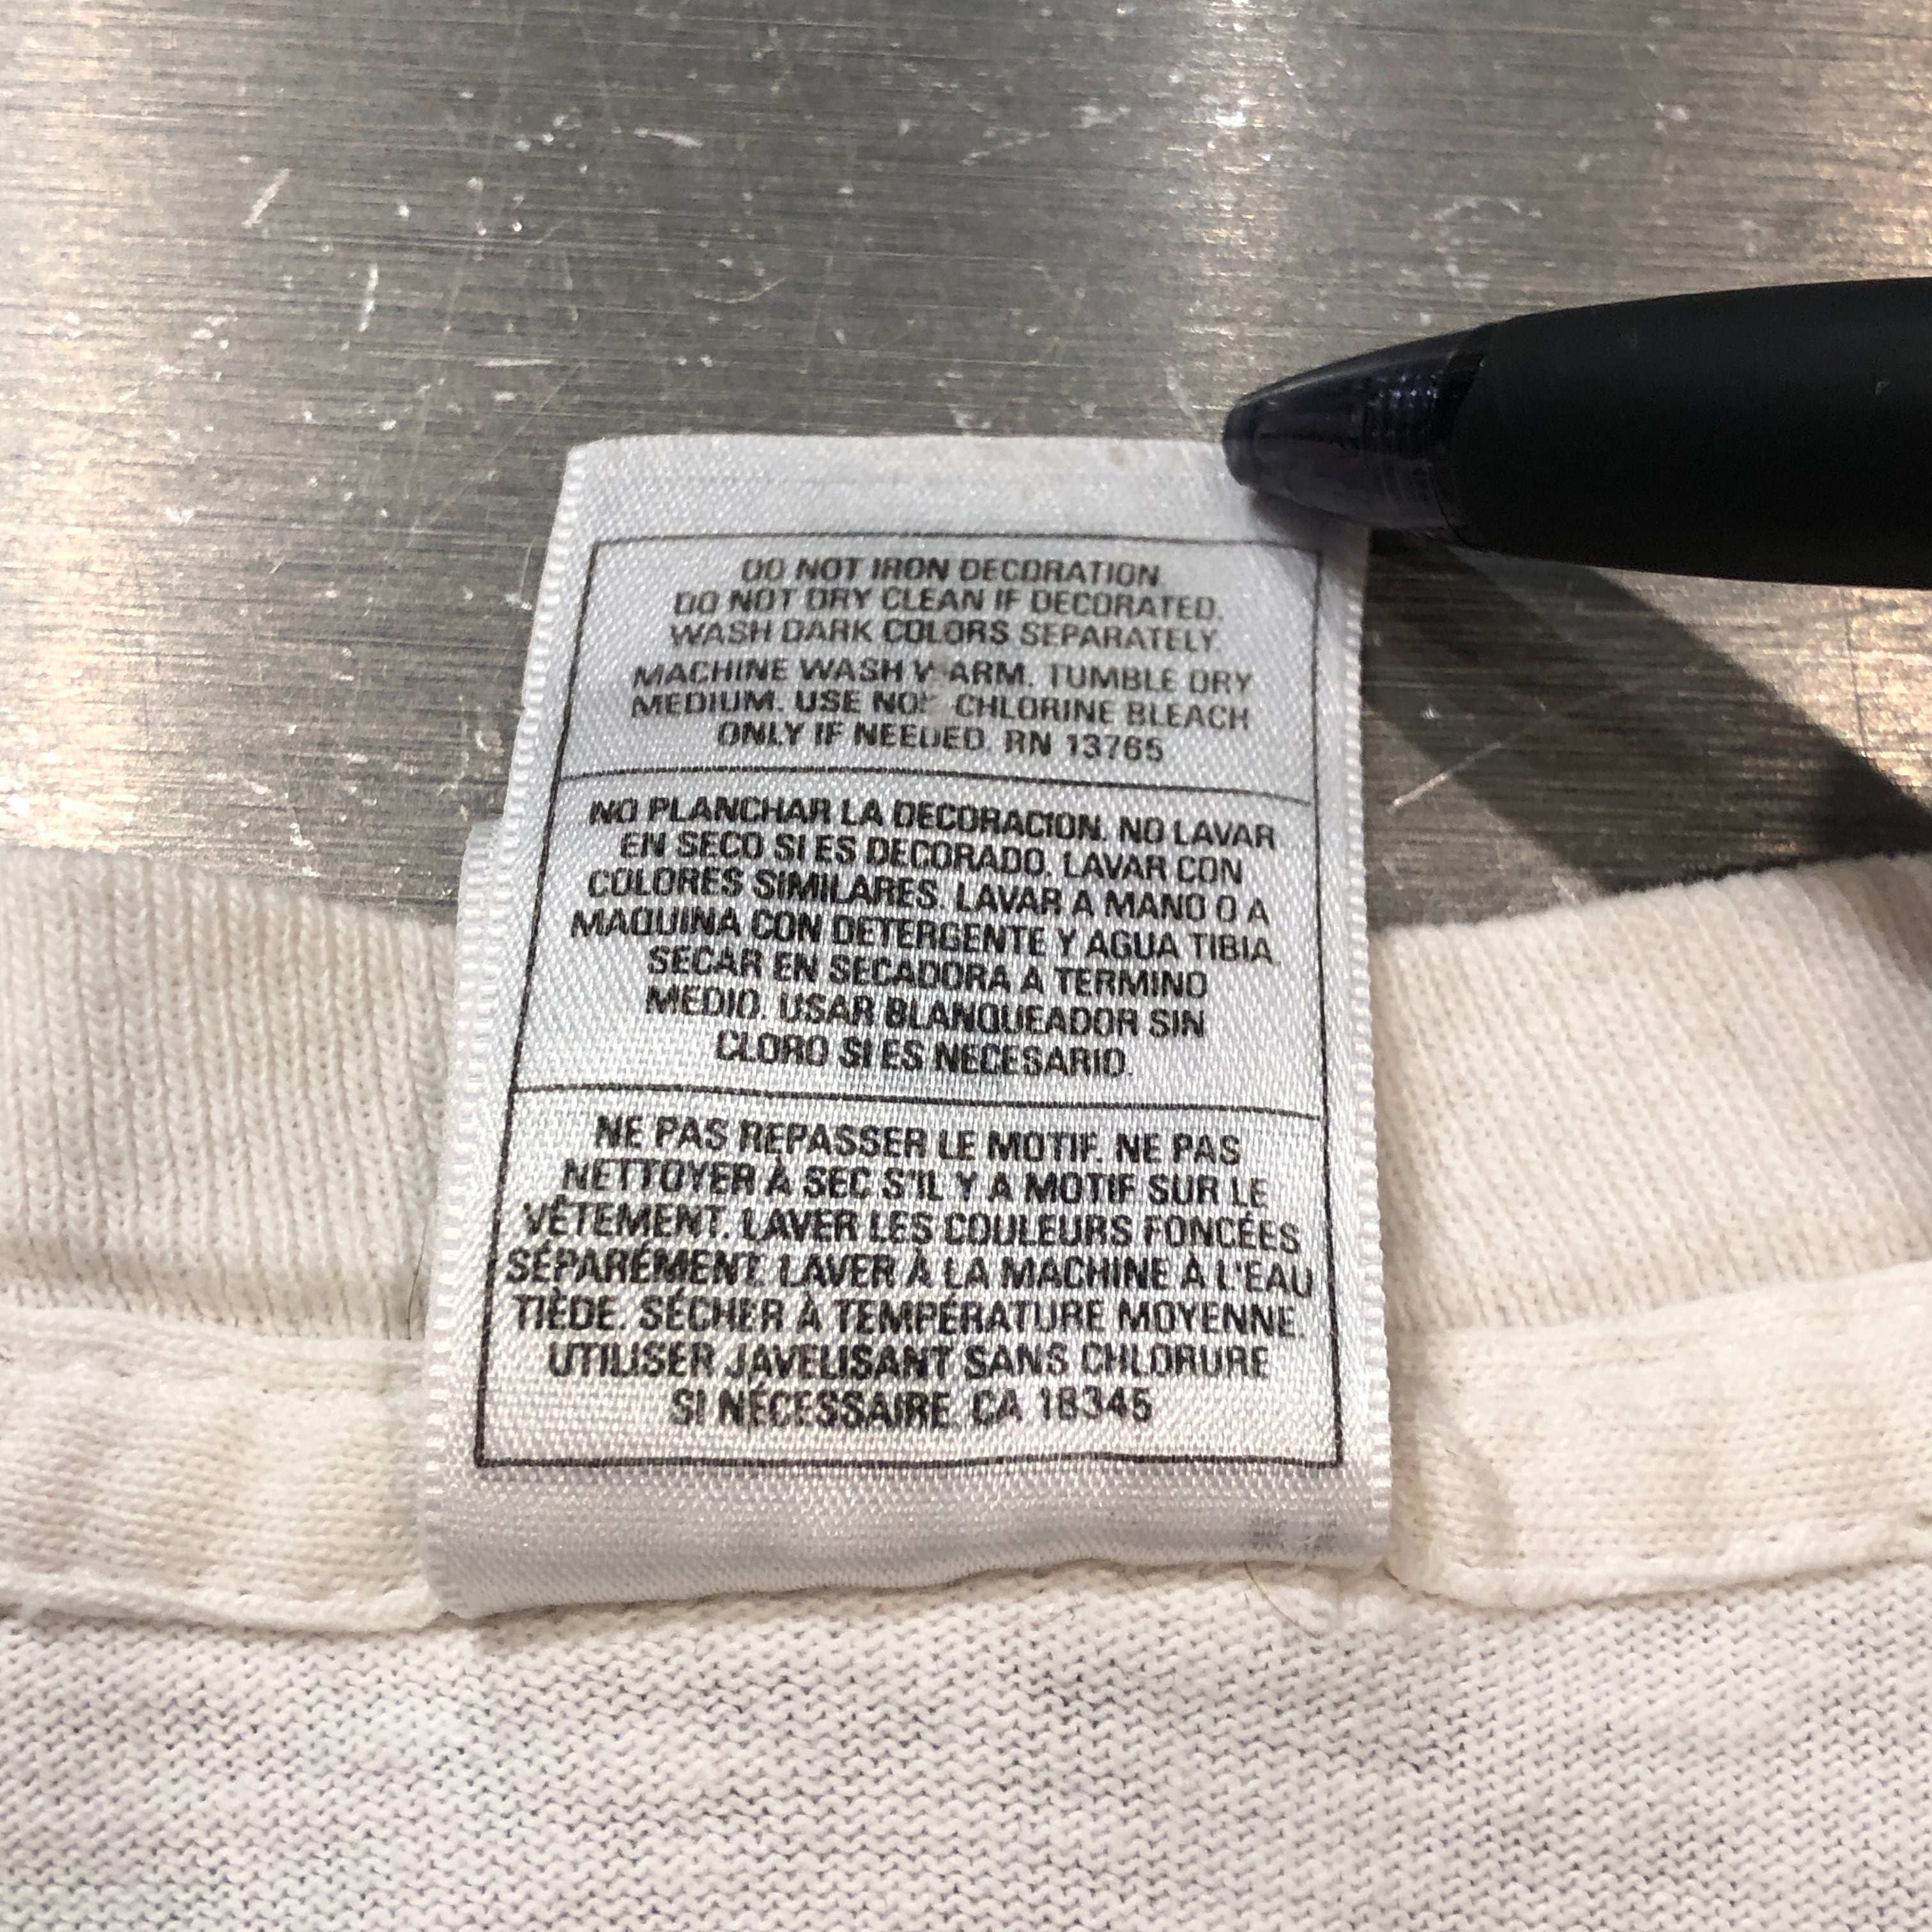 DO NOT IRON DECORATION.
DO NOT DRY CLEAN IF DECORATED.
WASH DARK COLORS SEPARATELY.
MACHINE WASH WARM. TUMBLE DRY
MEDIUM. USE NON CHLORINE BLEACH
ONLY IF NEEDED. RN 13765
NO PLANCHAR LA DECORACION. NO LAVAR
EN SECO SI ES DECORADO. LAVAR CON
COLORES SIMILARES. LAVAR A MANO O A
MAQUINA CON DETERGENTE Y AGUA TIBIA.
SECAR EN SECADORA A TERMINO
MEDIO. USAR BLANQUEADOR SIN
CLORO SI ES NECESARIO.
NE PAS REPASSER LE MOTIF. NE PAS
NETTOYER À SEC S'IL Y A MOTIF SUR LE
VÊTEMENT. LAVER LES COULEURS FONCÉES
SÉPARÉMENT. LAVER À LA MACHINE À L'EAU
TIÈDE. SÉCHER À TEMPÉRATURE MOYENNE.
UTILISER JAVELISANT SANS CHLORURE
SI NÉCESSAIRE. CA 18345